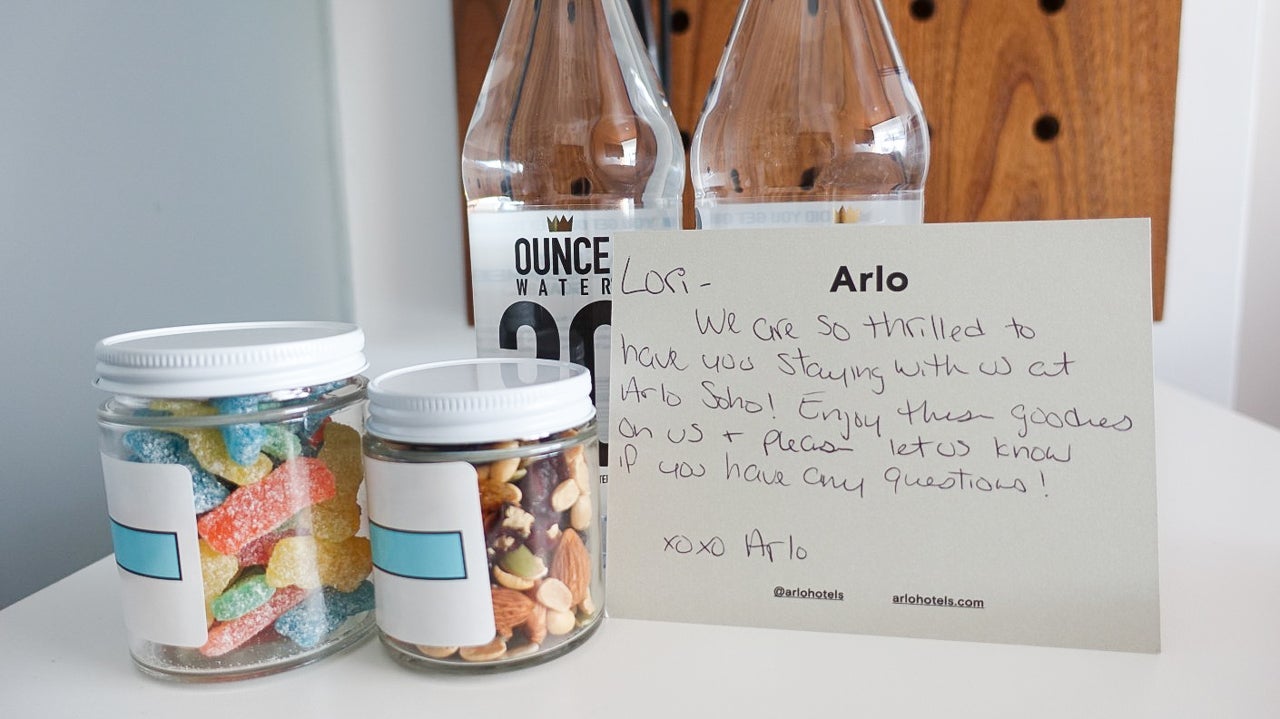 OUNCE
WATER
20
Arlo
Lori-
We are so thrilled to
have you staying with us at
Arlo Soho! Enjoy these goodies
on us + please let us know
if you have any questions!
xoxo Arlo
@arlohotels
arlohotels.com